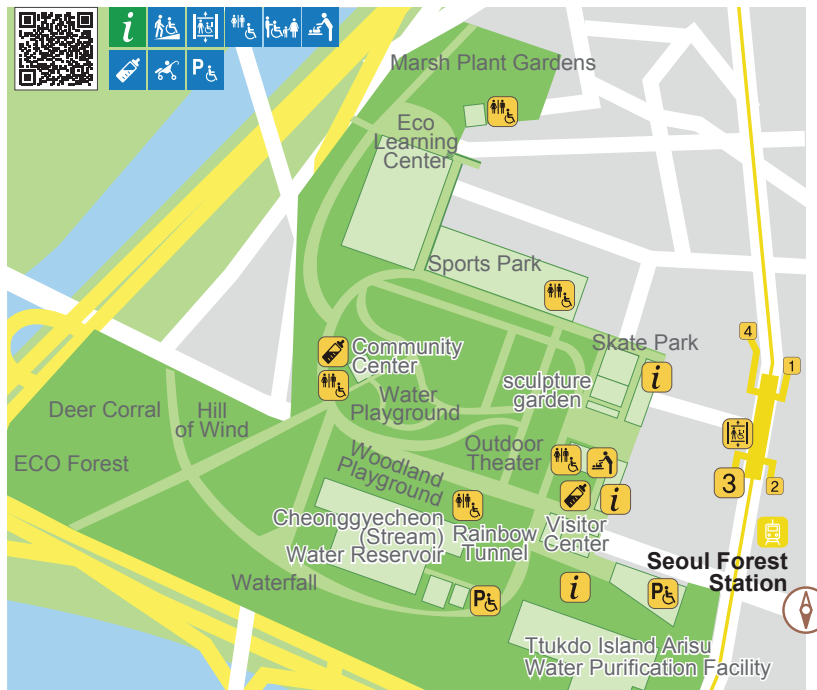 i
P
Marsh Plant Gardens
Eco
Learning
Center
Sports Park
Skate Park
i
4
1
Community
Center
sculpture
garden
Water
Playground
Deer Corral
Hill
of Wind
Outdoor
Theater
ECO Forest
Woodland
Playground
3
2
i
Cheonggyecheon
(Stream)
Water Reservoir
Rainbow
Tunnel
Visitor
Center
Seoul Forest
Station
Waterfall
i
P
P
Ttukdo Island Arisu
Water Purification Facility